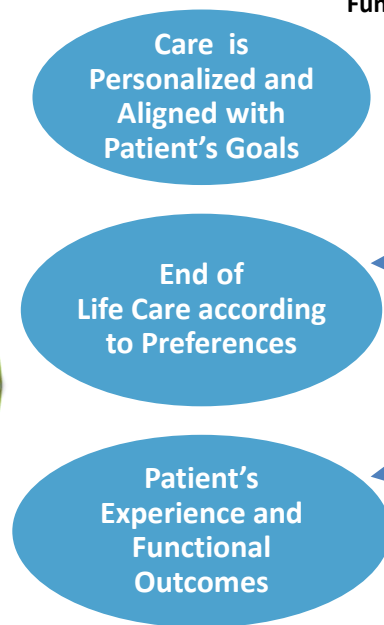 Fun
Care is
Personalized and
Aligned with
Patient’s Goals
End of
Life Care according
to Preferences
Patient’s
Experience and
Functional
Outcomes